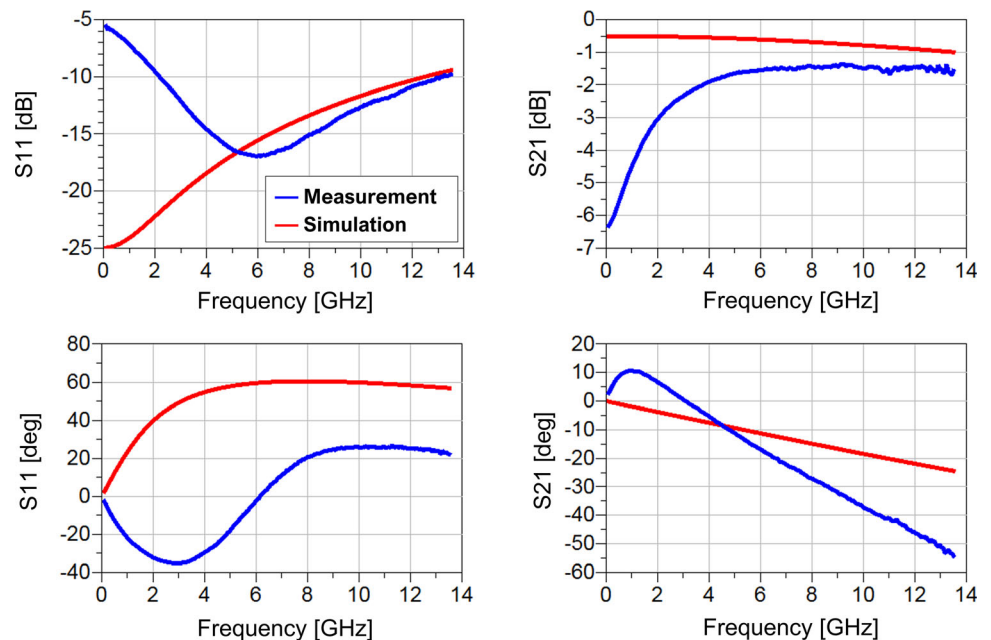 S11 [dB]
-5
-10
-15
-20
-25
0 2 4 6 8 10 12 14
Frequency [GHz]
Measurement
Simulation
S21 [dB]
0
-1
-2
-3
-4
-5
-6
-7
0 2 4 6 8 10 12 14
Frequency [GHz]
S11 [deg]
80
60
40
20
0
-20
-40
0 2 4 6 8 10 12 14
Frequency [GHz]
S21 [deg]
20
10
0
-10
-20
-30
-40
-50
-60
0 2 4 6 8 10 12 14
Frequency [GHz]